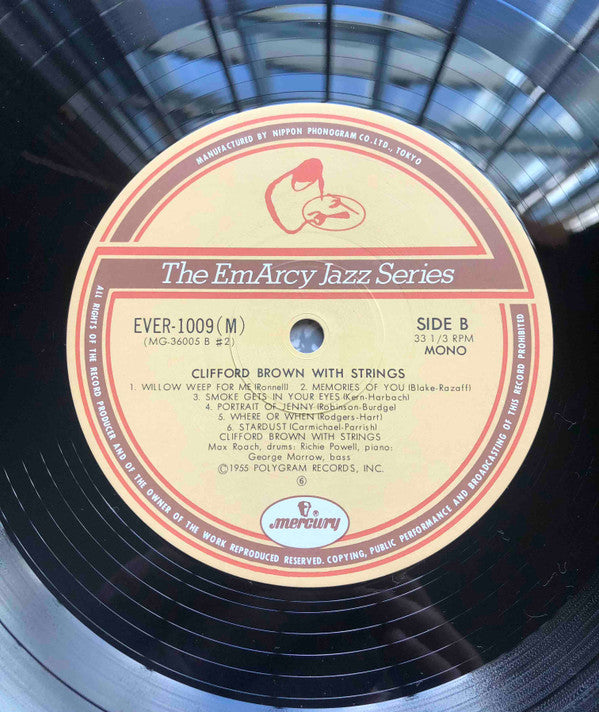 MANUFACTURED BY NIPPON PHONOGRAM CO., LTD., TOKYO
The EmArcy Jazz Series
EVER-1009(M)
(MG-36005 B #2)
SIDE B
33 1/3 RPM
MONO
CLIFFORD BROWN WITH STRINGS
1. WILLOW WEEP FOR ME(Ronnell) 2. MEMORIES OF YOU(Blake-Razaff)
3. SMOKE GETS IN YOUR EYES(Kern-Harbach)
4. PORTRAIT OF JENNY(Robinson-Burdge)
5. WHERE OR WHEN(Rodgers-Hart)
6. STARDUST(Carmichael-Parrish)
CLIFFORD BROWN WITH STRINGS
Max Roach, drums: Richie Powell, piano:
George Morrow, bass
©1955 POLYGRAM RECORDS, INC.
⑥
mercury®
ALL RIGHTS OF THE RECORD PRODUCER AND OF THE OWNER OF THE WORK REPRODUCED RESERVED. COPYING, PUBLIC PERFORMANCE AND BROADCASTING OF THIS RECORD PROHIBITED